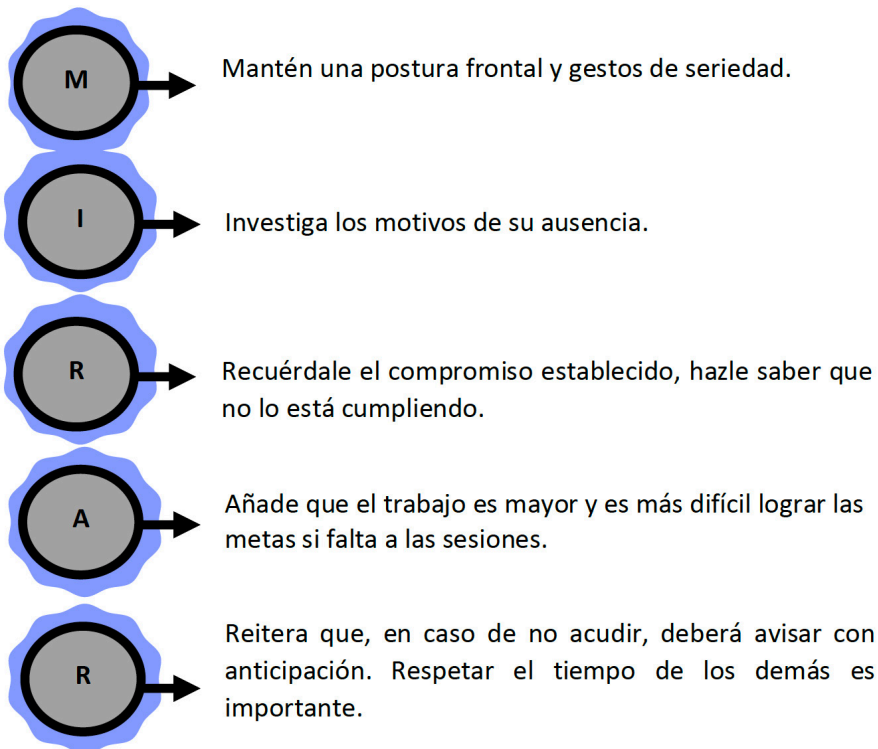 M
Mantén una postura frontal y gestos de seriedad.
I
Investiga los motivos de su ausencia.
R
Recuérdale el compromiso establecido, hazle saber que
no lo está cumpliendo.
A
Añade que el trabajo es mayor y es más difícil lograr las
metas si falta a las sesiones.
R
Reitera que, en caso de no acudir, deberá avisar con
anticipación. Respetar el tiempo de los demás es
importante.